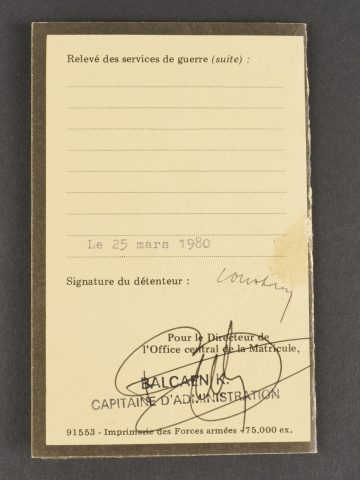 Relevé des services de guerre (suite) :
Le 25 mars 1980
Signature du détenteur :
Pour le Directeur de
l'Office central de la Matricule,
BALCAEN K.
CAPITAINE D'ADMINISTRATION
91553 - Imprimerie des Forces armées - 75.000 ex.